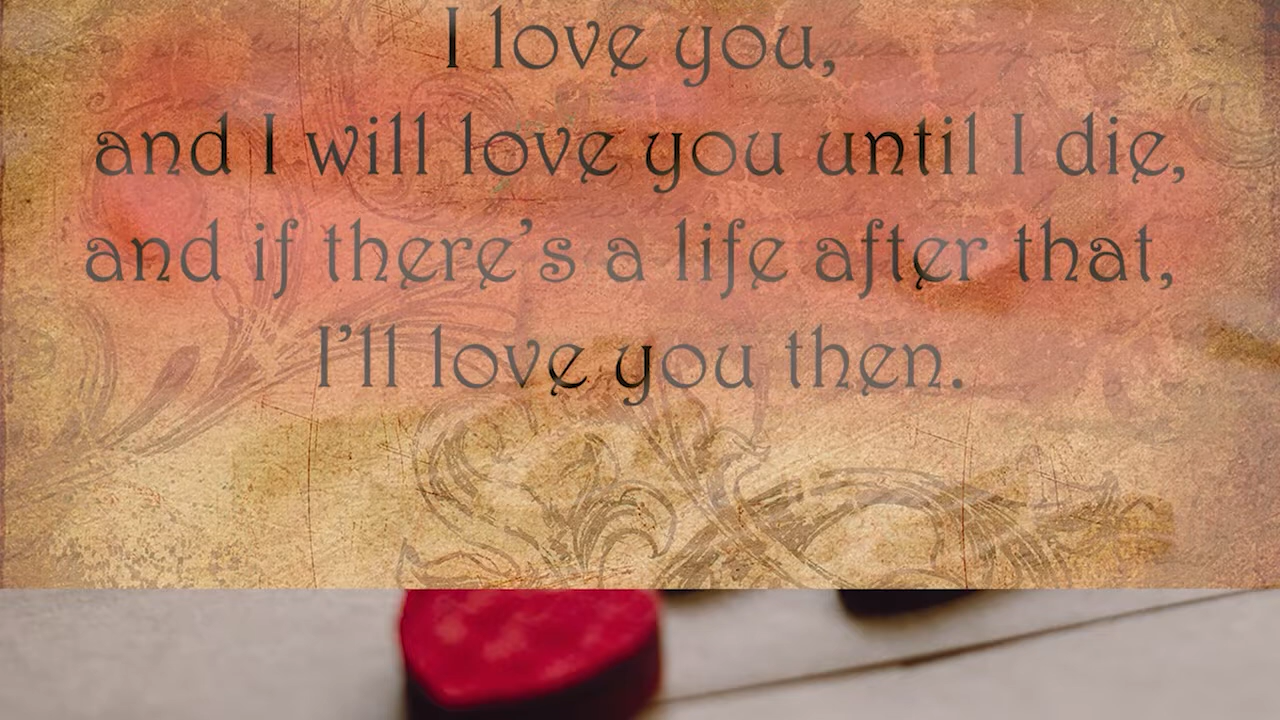 I love you,
and I will love you until I die,
and if there’s a life after that,
I’ll love you then.